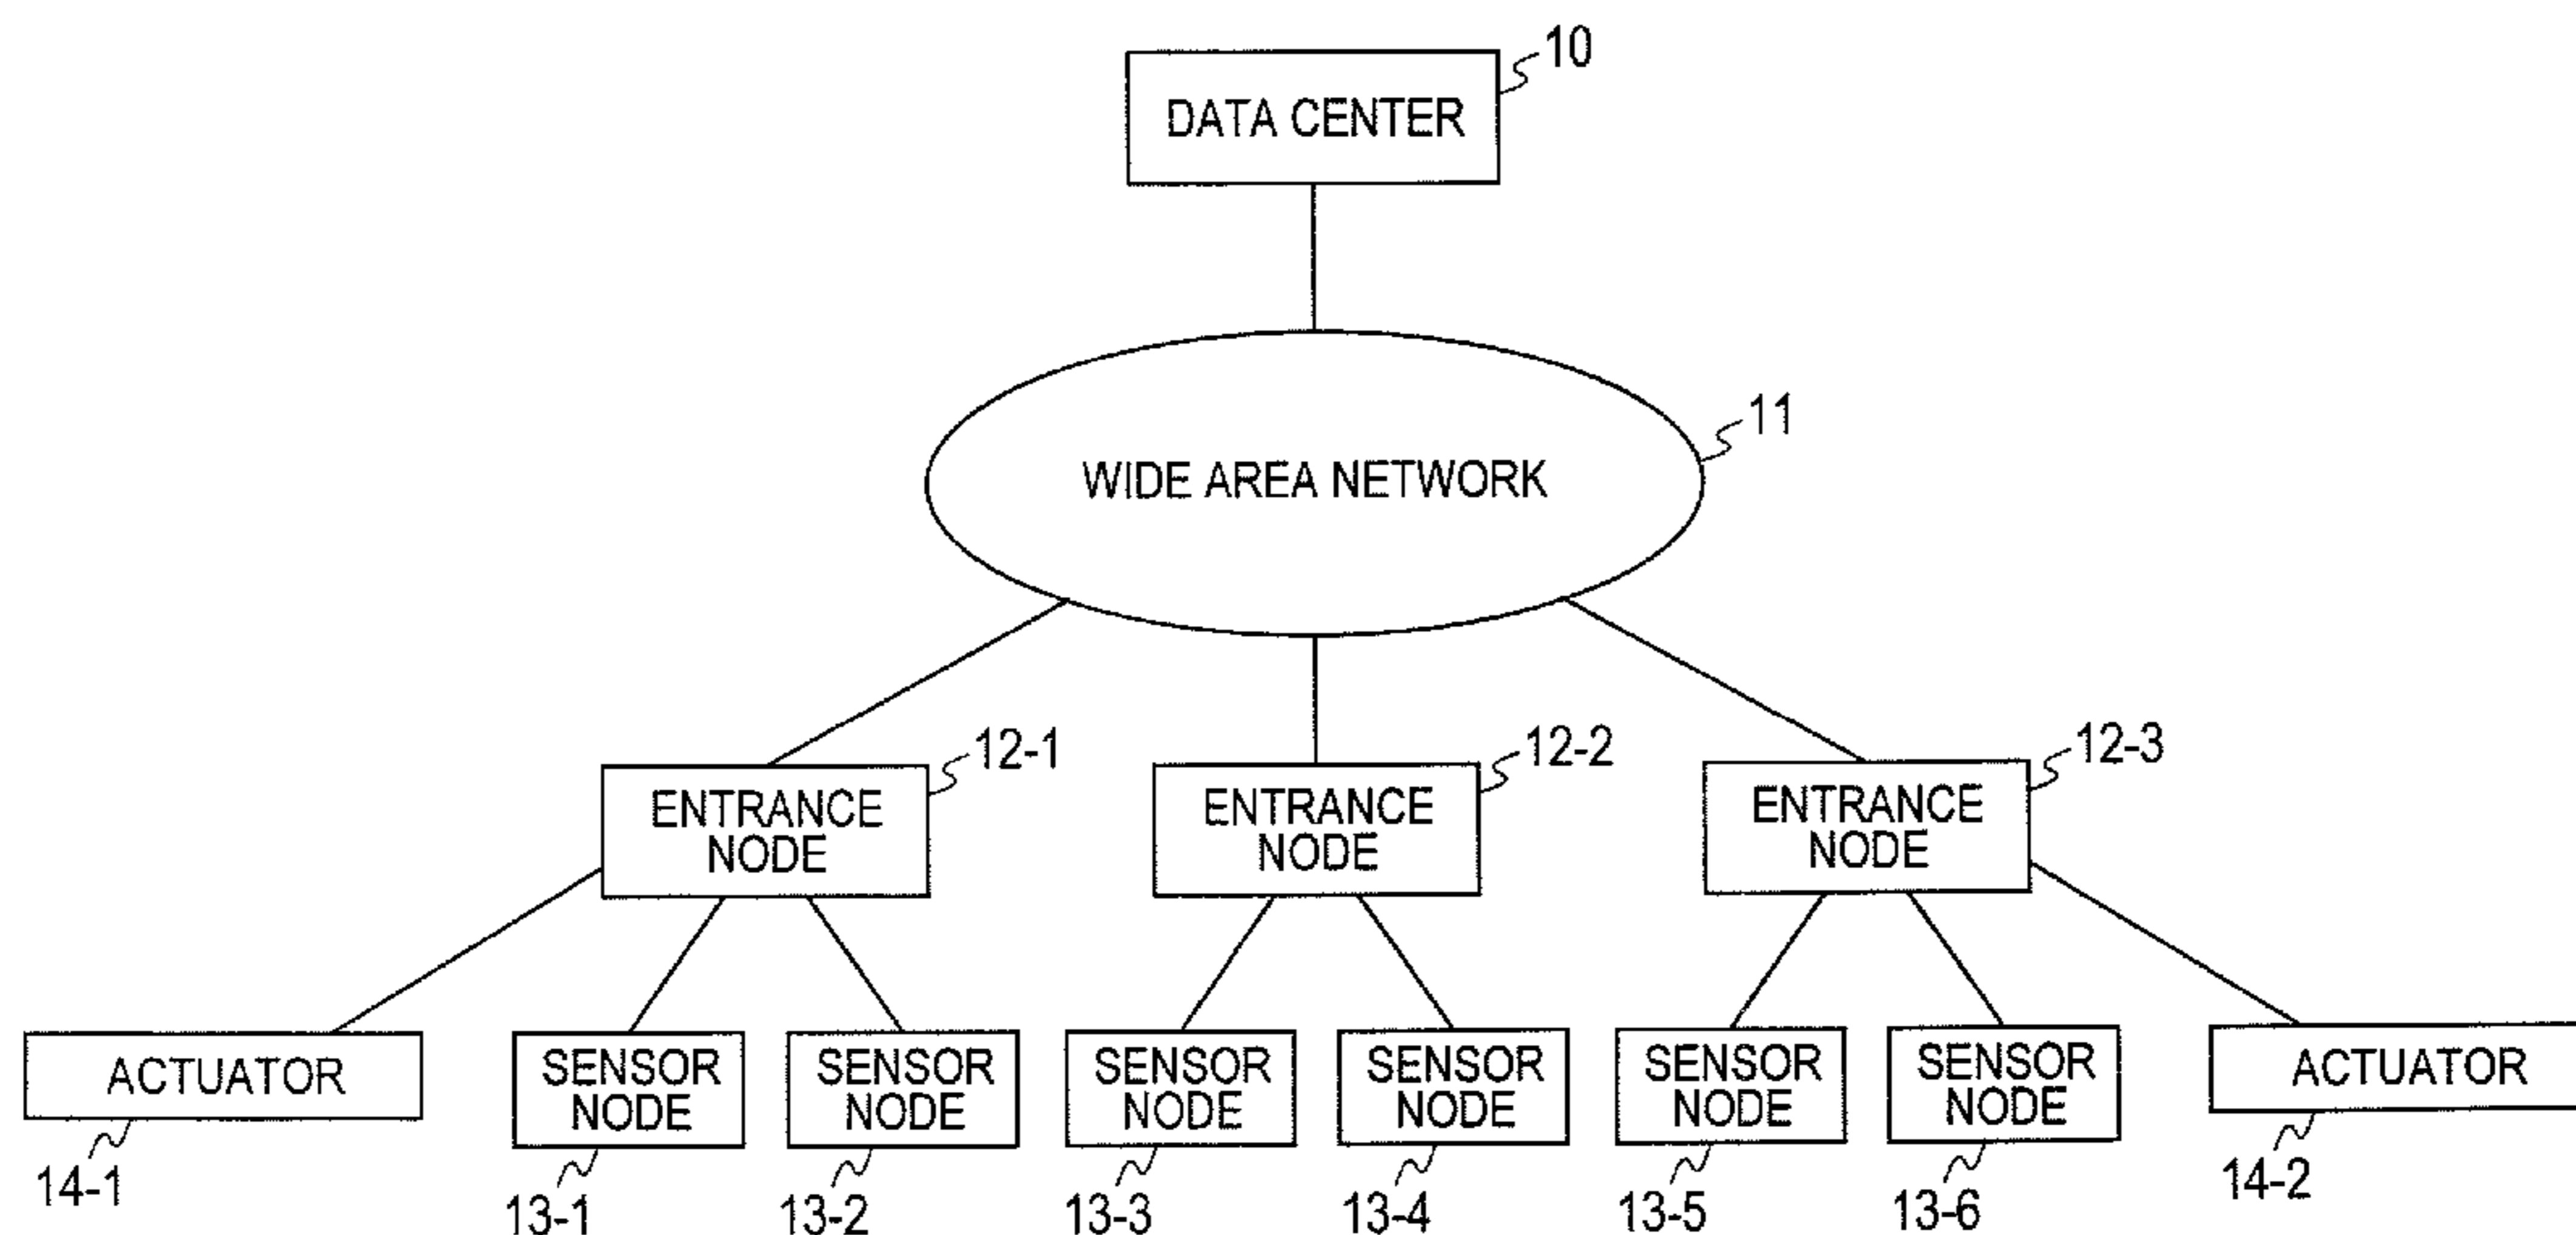 10
DATA CENTER
11
WIDE AREA NETWORK
12-1
12-2
12-3
ENTRANCE
NODE
ENTRANCE
NODE
ENTRANCE
NODE
ACTUATOR
SENSOR
NODE
SENSOR
NODE
SENSOR
NODE
SENSOR
NODE
SENSOR
NODE
SENSOR
NODE
ACTUATOR
14-1
13-1
13-2
13-3
13-4
13-5
13-6
14-2